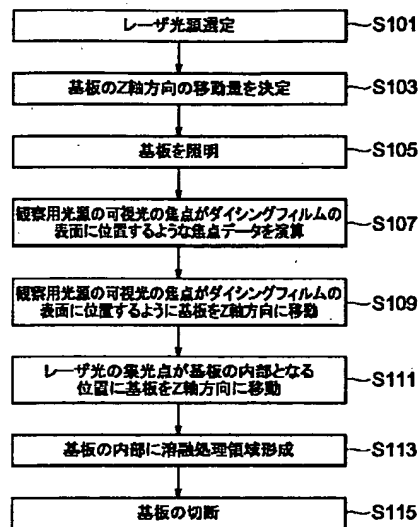 レーザ光源選定
S101
基板のZ軸方向の移動量を決定
S103
基板を照明
S105
観察用光源の可視光の焦点がダイシングフィルムの
表面に位置するような焦点データを演算
S107
観察用光源の可視光の焦点がダイシングフィルムの
表面に位置するように基板をZ軸方向に移動
S109
レーザ光の集光点が基板の内部となる
位置に基板をZ軸方向に移動
S111
基板の内部に溶融処理領域形成
S113
基板の切断
S115